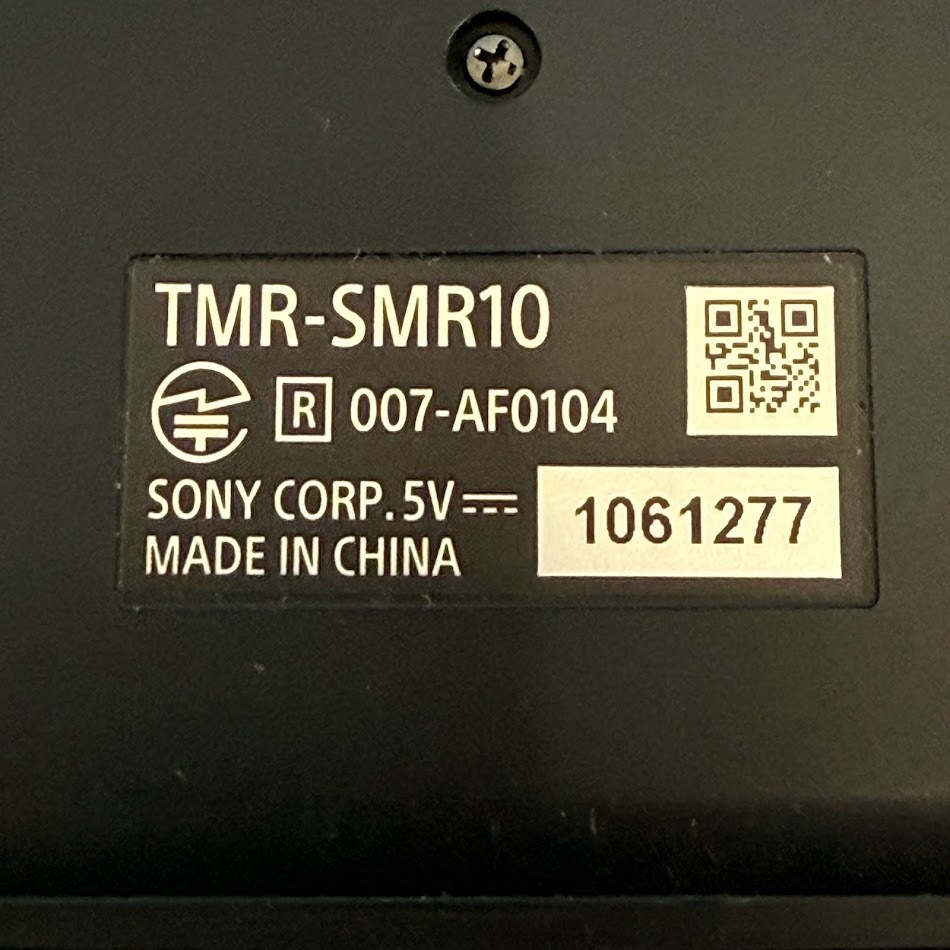 TMR-SMR10
R 007-AF0104
SONY CORP. 5V
MADE IN CHINA
1061277